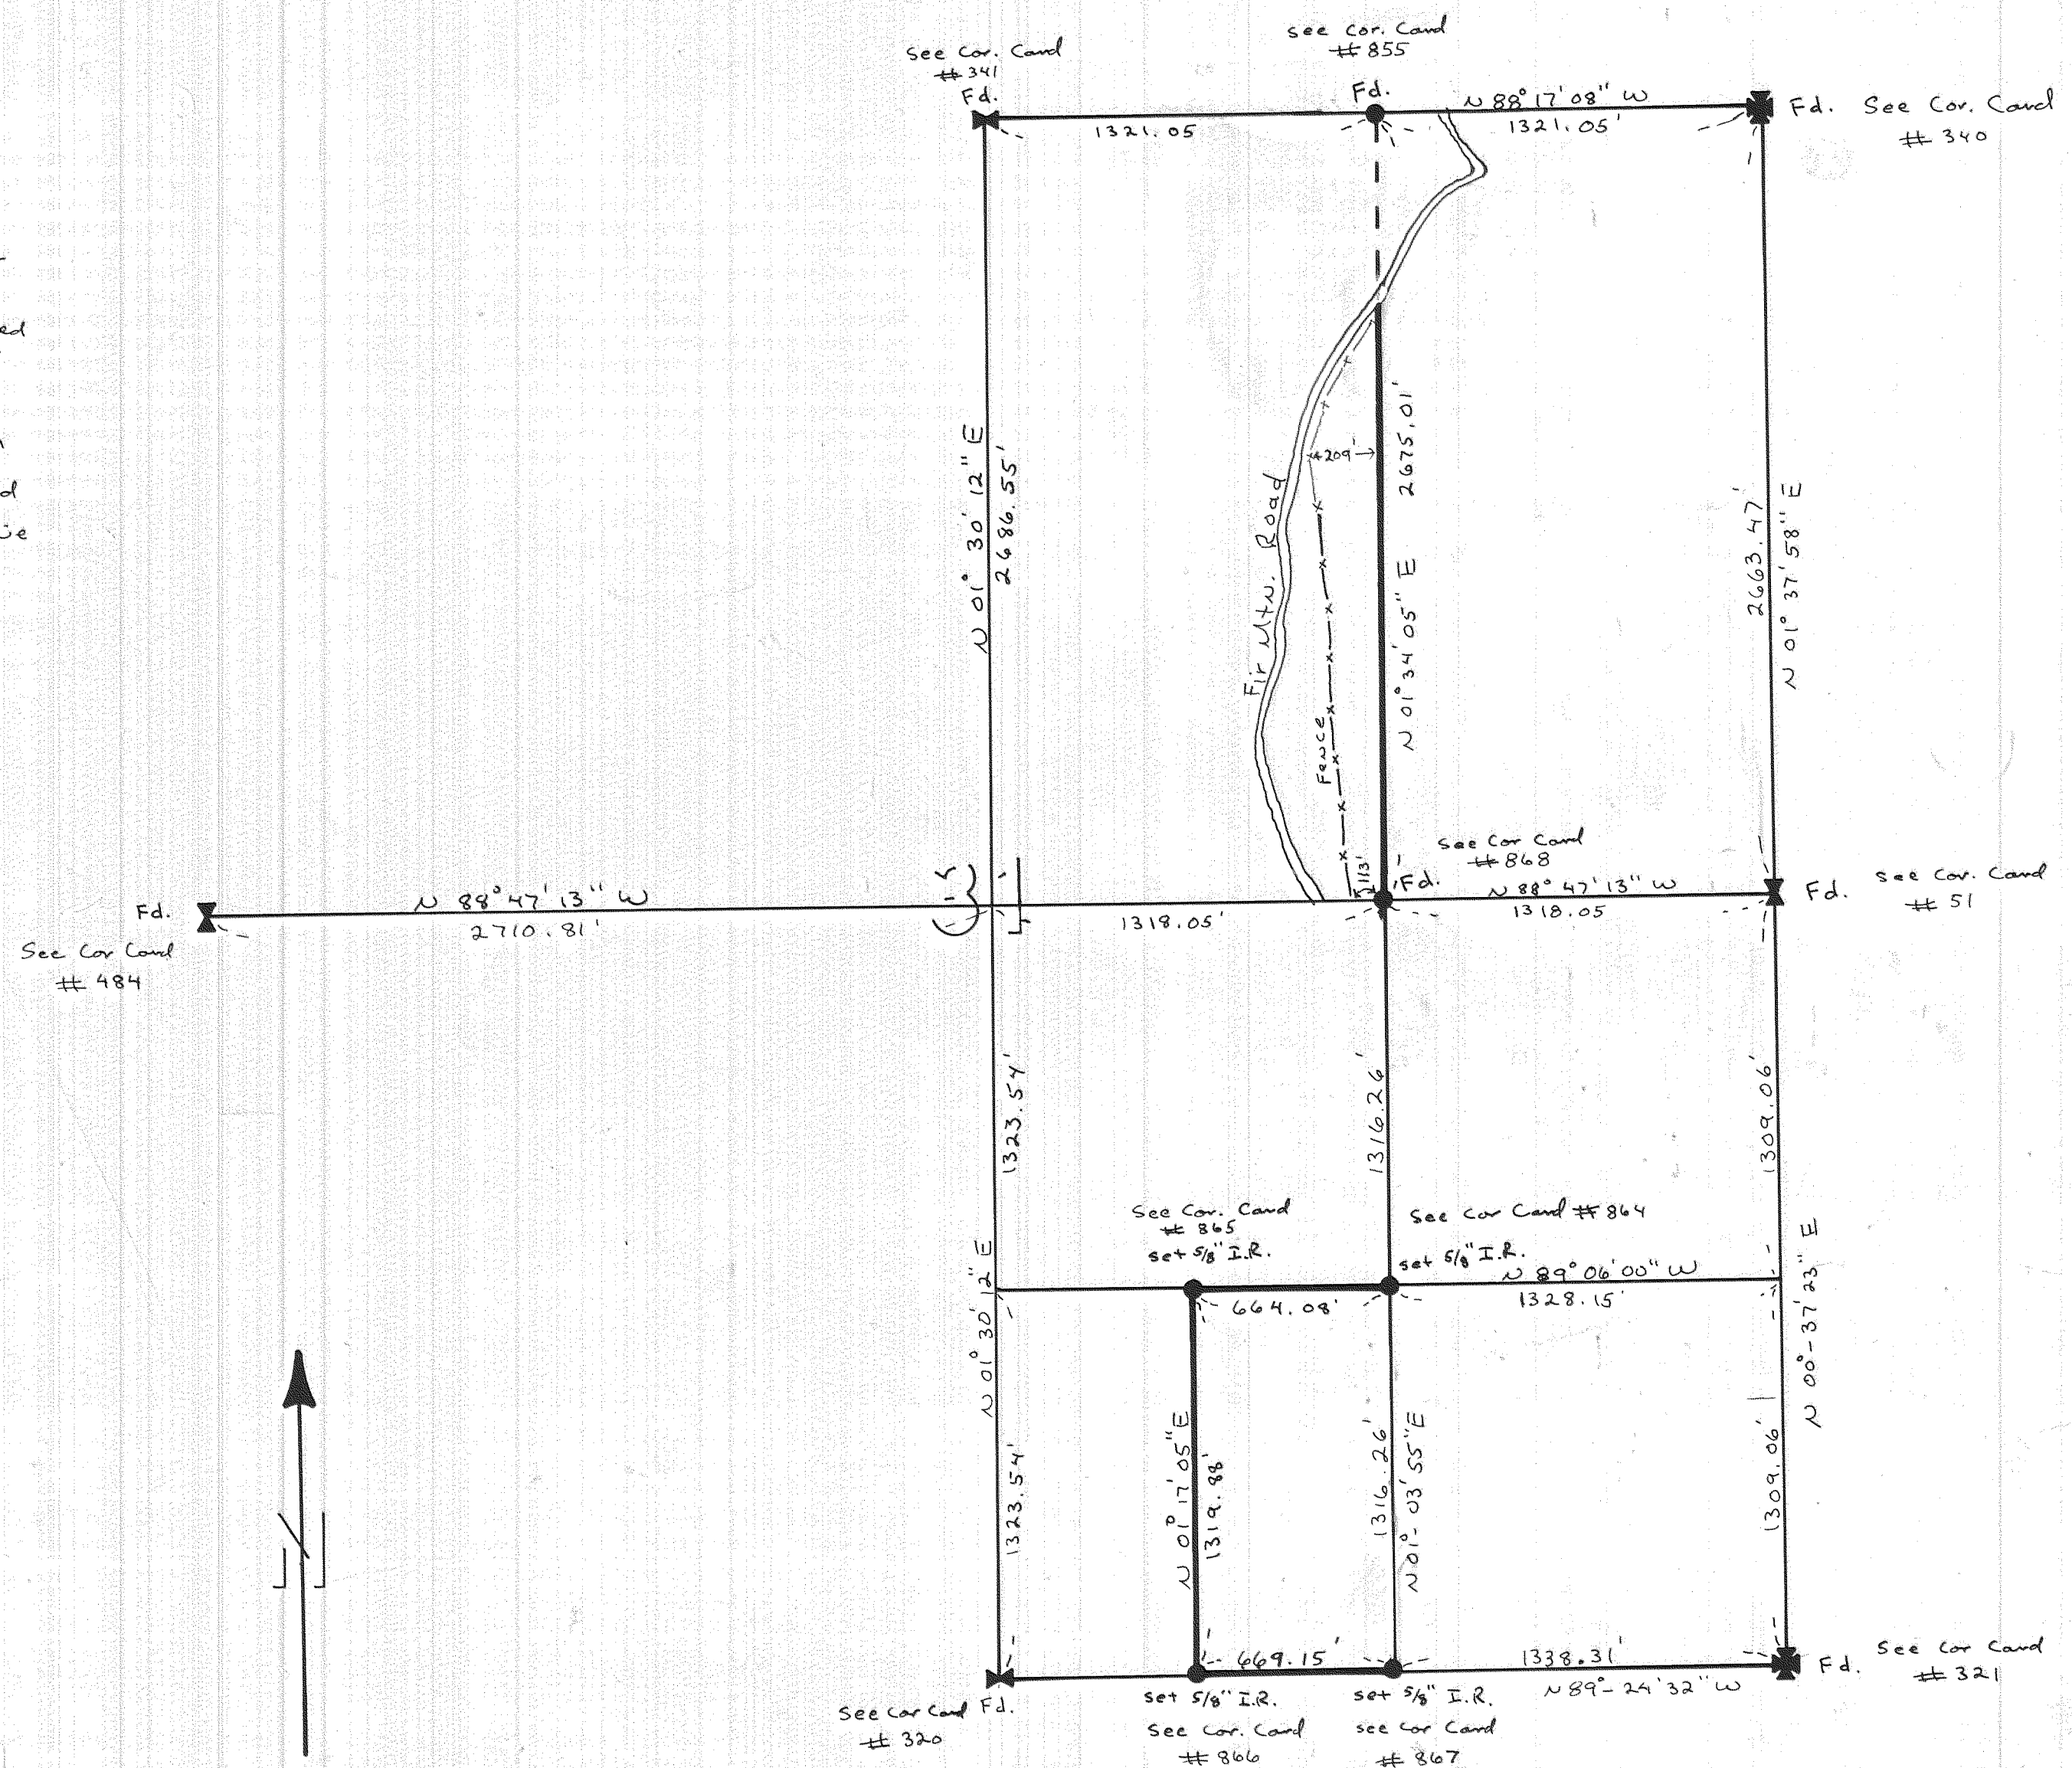 See Cor. Card
# 855
See Cor. Card
# 341
Fd.
Fd.
N 88° 17' 08" W
Fd. See Cor. Card
# 340
1321.05
1321.05'
ed
d
N 01° 30' 12" E
2686.55'
209'
2675.01'
N 01° 34' 05" E
2663.47'
N 01° 37' 58" E
Fir Mtn. Road
Fence
See Cor Card
# 868
113'
Fd.
N 88° 47' 13" W
1318.05
Fd. See Cor. Card
# 51
Fd.
N 88° 47' 13" W
2710.81'
1318.05'
See Cor Card
# 484
1323.54'
1316.26'
1309.06'
See Cor. Card
# 865
set 5/8" I.R.
See Cor Card # 864
set 5/8" I.R.
N 89° 06' 00" W
1328.15'
664.08'
N 01° 30' 12" E
N 00°-37' 23" E
1323.54'
N 01° 17' 05" E
1319.88'
1316.26'
N 01°-03' 55" E
1309.06'
N
669.15'
1338.31'
N 89°-24' 32" W
Fd. See Cor Card
# 321
See Cor Card Fd.
# 320
set 5/8" I.R.
See Cor. Card
# 866
set 5/8" I.R.
See Cor Card
# 867